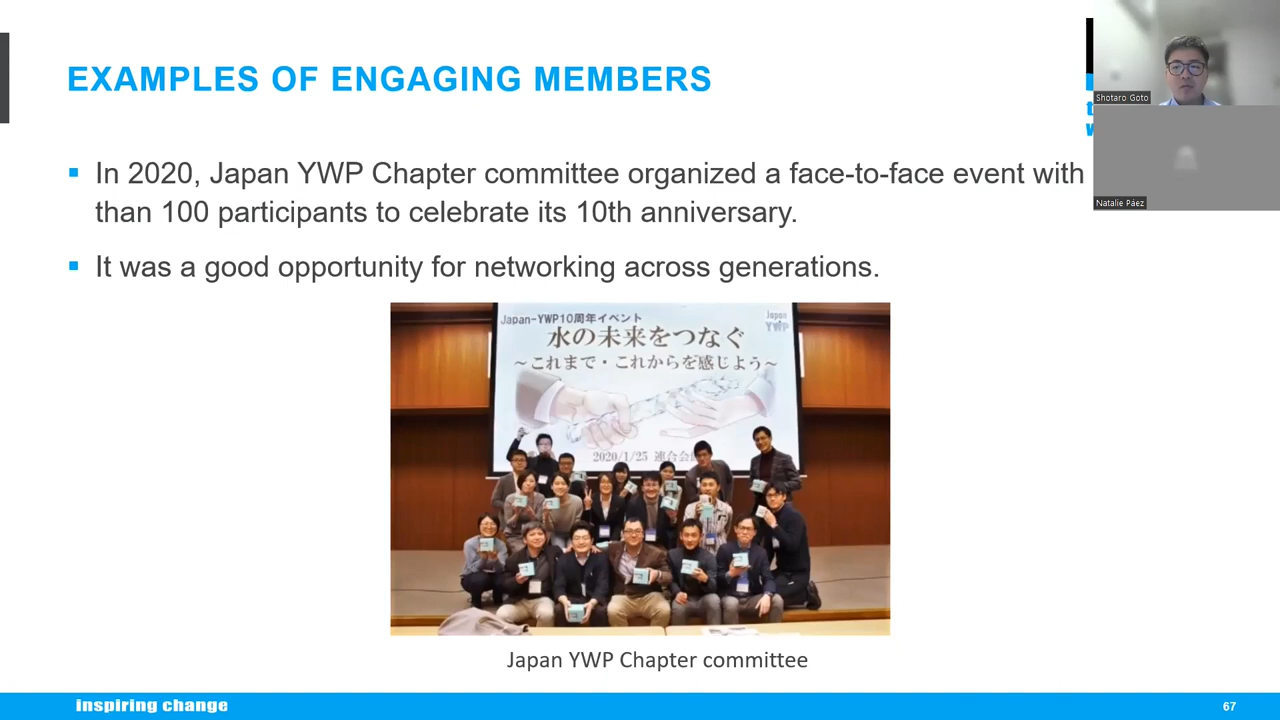 EXAMPLES OF ENGAGING MEMBERS
Shotaro Goto
In 2020, Japan YWP Chapter committee organized a face-to-face event with
than 100 participants to celebrate its 10th anniversary.
Natalie Páez
It was a good opportunity for networking across generations.
Japan-YWP10周年イベント
Japan
YWP
水の未来をつなぐ
～これまで・これからを感じよう～
2020/1/25 連合会
Japan YWP Chapter committee
inspiring change
67